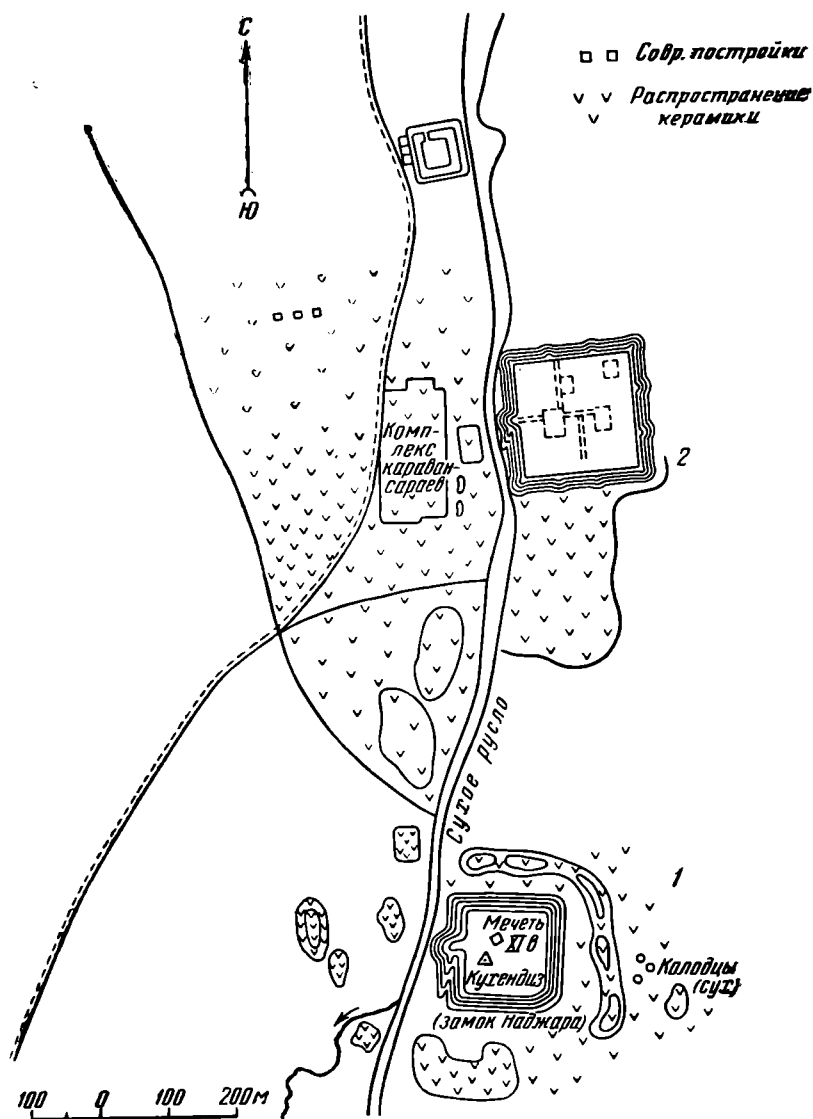 С
Ю
Совр. постройки
Распространение
керамики
Комп-
лекс
караван-
сараев
2
Сухое русло
1
Мечеть
XI в
Кухендиз
(замок Наджара)
Колодцы
(сух)
100 0 100 200 м